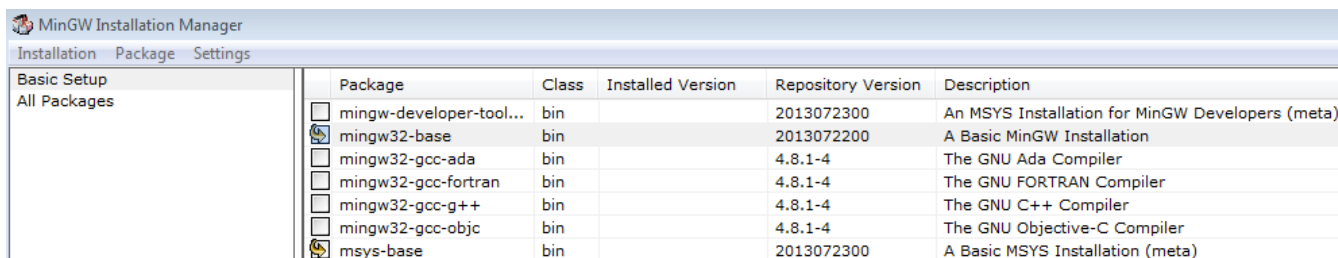 MinGW Installation Manager
Installation Package Settings
Basic Setup
All Packages
Package Class Installed Version Repository Version Description
mingw-developer-tool... bin 2013072300 An MSYS Installation for MinGW Developers (meta)
mingw32-base bin 2013072200 A Basic MinGW Installation
mingw32-gcc-ada bin 4.8.1-4 The GNU Ada Compiler
mingw32-gcc-fortran bin 4.8.1-4 The GNU FORTRAN Compiler
mingw32-gcc-g++ bin 4.8.1-4 The GNU C++ Compiler
mingw32-gcc-objc bin 4.8.1-4 The GNU Objective-C Compiler
msys-base bin 2013072300 A Basic MSYS Installation (meta)